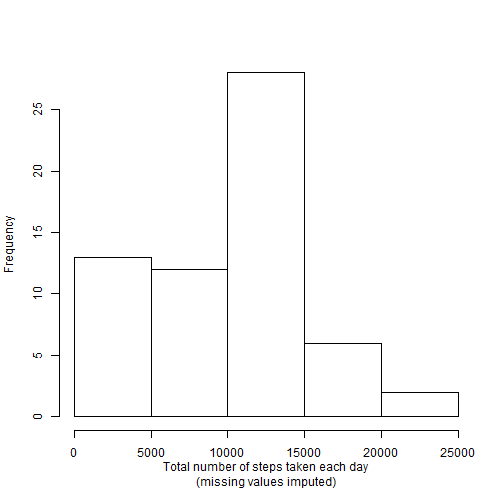 25
20
15
10
5
0
Frequency
0 5000 10000 15000 20000 25000
Total number of steps taken each day
(missing values imputed)